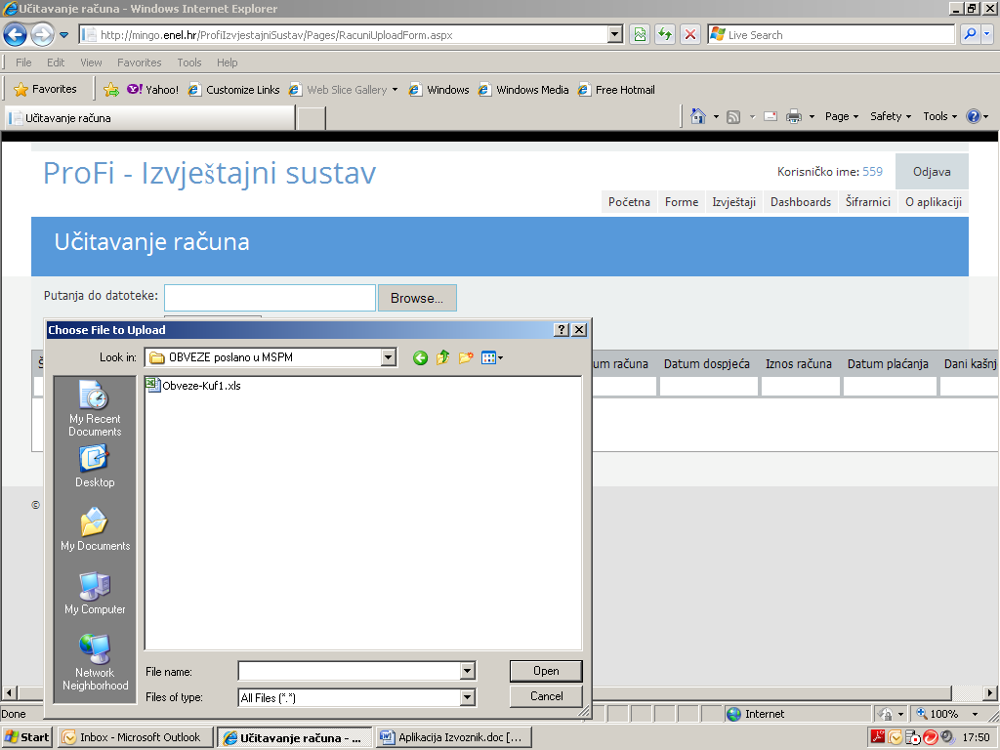 Učitavanje računa - Windows Internet Explorer
http://mingo.enel.hr/ProfiIzvjestajniSustav/Pages/RacuniUploadForm.aspx
Live Search
File Edit View Favorites Tools Help
Favorites Yahoo! Customize Links Web Slice Gallery Windows Windows Media Free Hotmail
Učitavanje računa
Page Safety Tools
ProFi - Izvještajni sustav
Korisničko ime: 559
Odjava
Početna Forme Izvještaji Dashboards Šifrarnici O aplikaciji
Učitavanje računa
Putanja do datoteke:
Browse...
Choose File to Upload
Look in: OBVEZE poslano u MSPM
um računa Datum dospjeća Iznos računa Datum plaćanja Dani kašnj
Obveze-Kuf1.xls
My Recent
Documents
Desktop
©
My Documents
My Computer
Network
Neighborhood
File name:
Open
Files of type: All Files (*.*)
Cancel
Done
Internet
100%
Start
Inbox - Microsoft Outlook
Učitavanje računa - ...
Aplikacija Izvoznik.doc [...
17:50